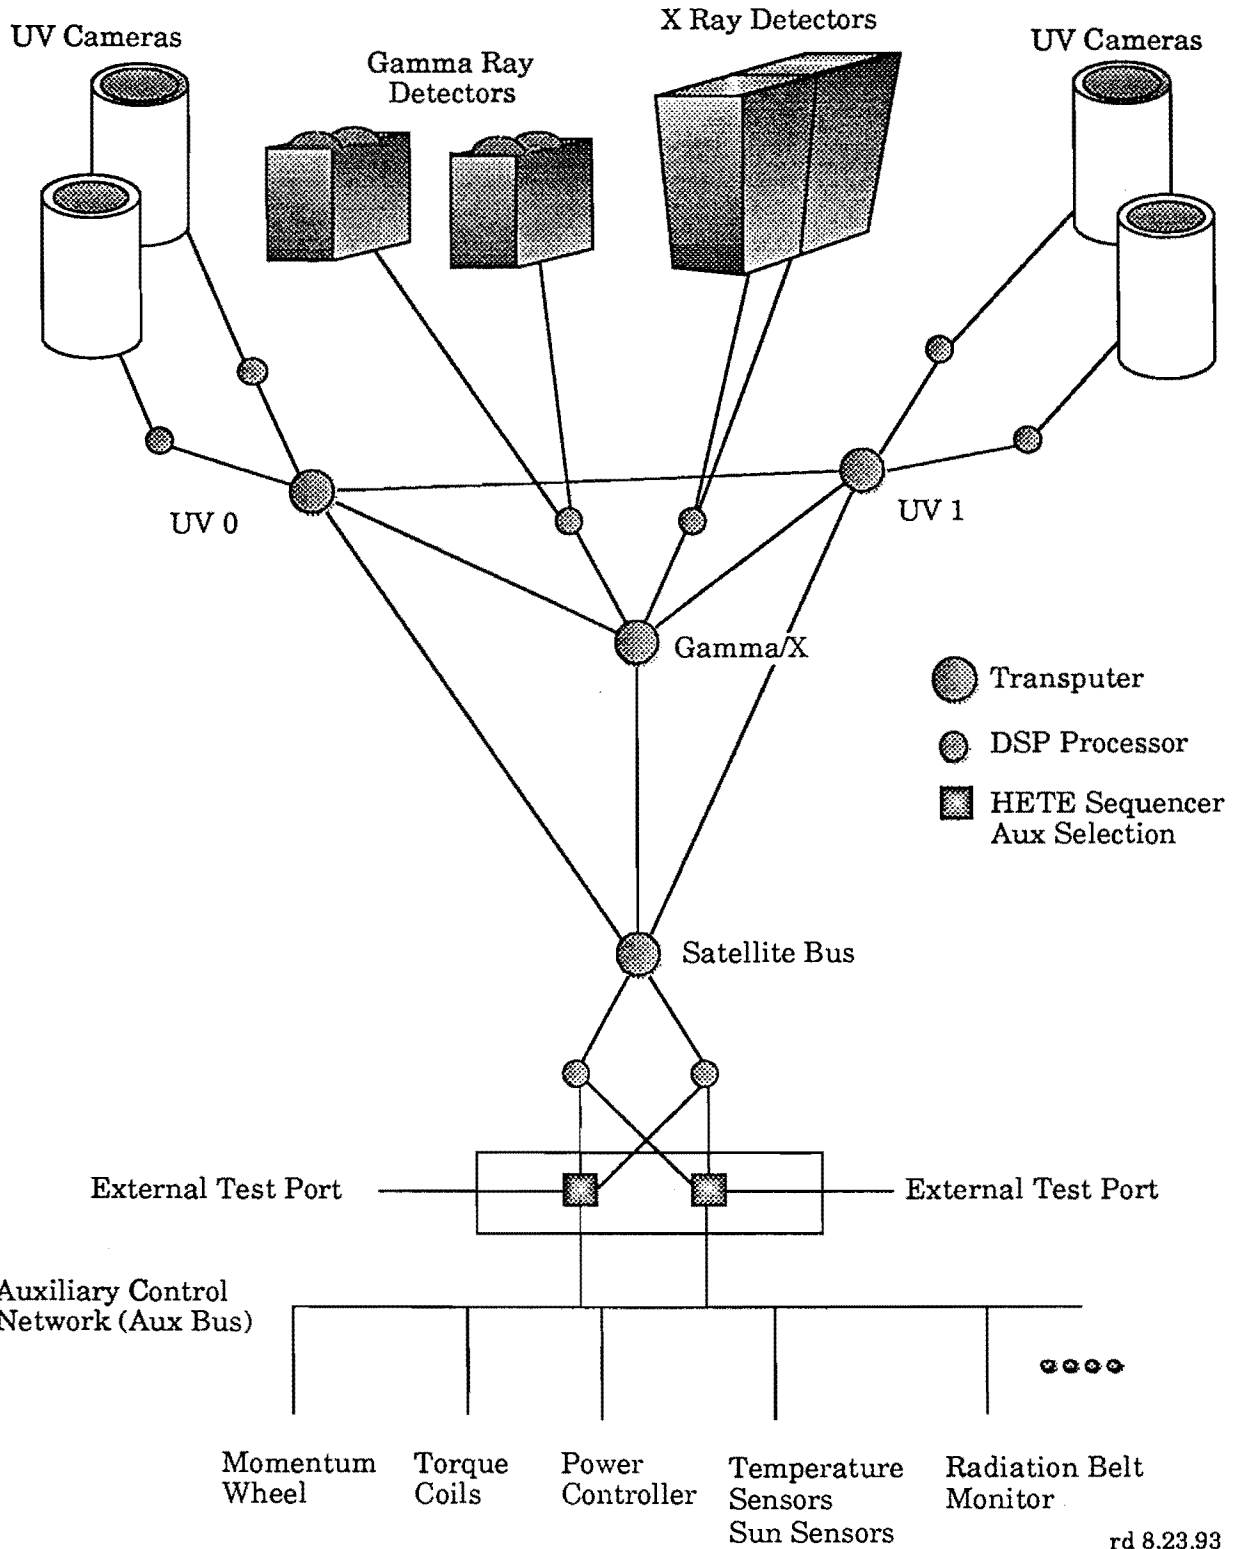 X Ray Detectors
UV Cameras
UV Cameras
Gamma Ray
Detectors
UV 0
UV 1
Gamma/X
Transputer
DSP Processor
HETE Sequencer
Aux Selection
Satellite Bus
External Test Port
External Test Port
Auxiliary Control
Network (Aux Bus)
Momentum
Wheel
Torque
Coils
Power
Controller
Temperature
Sensors
Sun Sensors
Radiation Belt
Monitor
rd 8.23.93